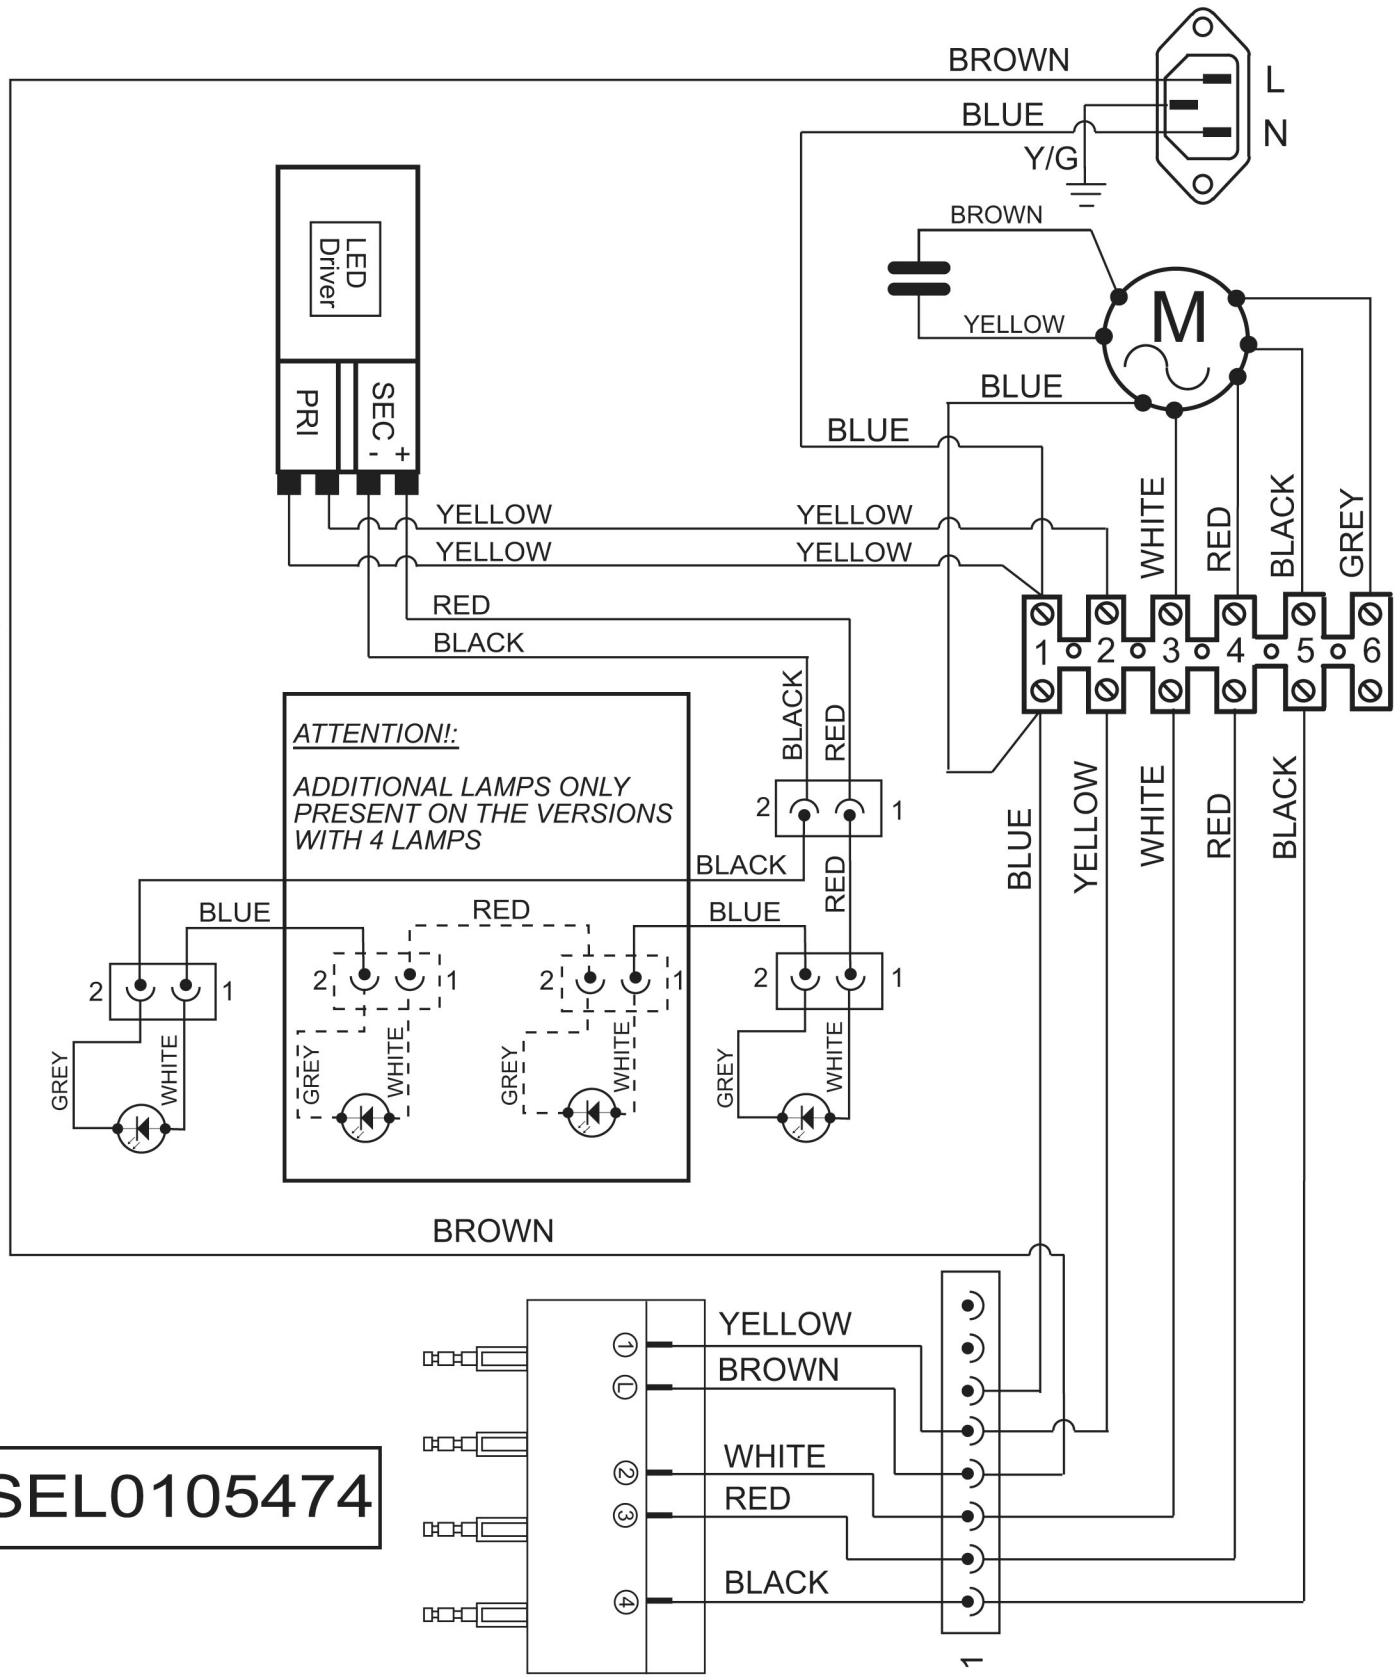 BROWN
L
BLUE
N
Y/G
BROWN
LED
Driver
M
YELLOW
BLUE
PRI
SEC
- +
BLUE
YELLOW
YELLOW
YELLOW
YELLOW
WHITE
RED
BLACK
GREY
RED
BLACK
1
2
3
4
5
6
BLACK
RED
ATTENTION!:
ADDITIONAL LAMPS ONLY
PRESENT ON THE VERSIONS
WITH 4 LAMPS
2
1
BLUE
YELLOW
WHITE
RED
BLACK
BLACK
RED
BLUE
RED
BLUE
2
1
2
1
2
1
2
1
GREY
WHITE
GREY
WHITE
GREY
WHITE
GREY
WHITE
BROWN
1
YELLOW
L
BROWN
2
WHITE
3
RED
4
BLACK
SEL0105474
1